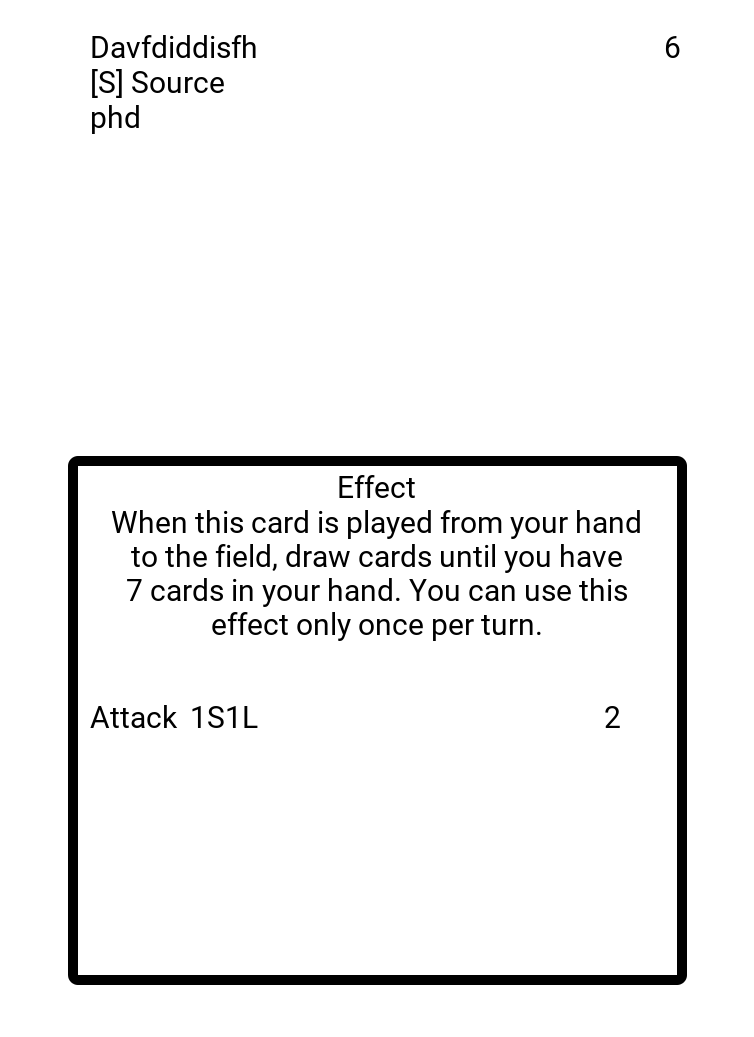 Davfdiddisfh 6
[S] Source
phd
Effect
When this card is played from your hand
to the field, draw cards until you have
7 cards in your hand. You can use this
effect only once per turn.
Attack 1S1L 2